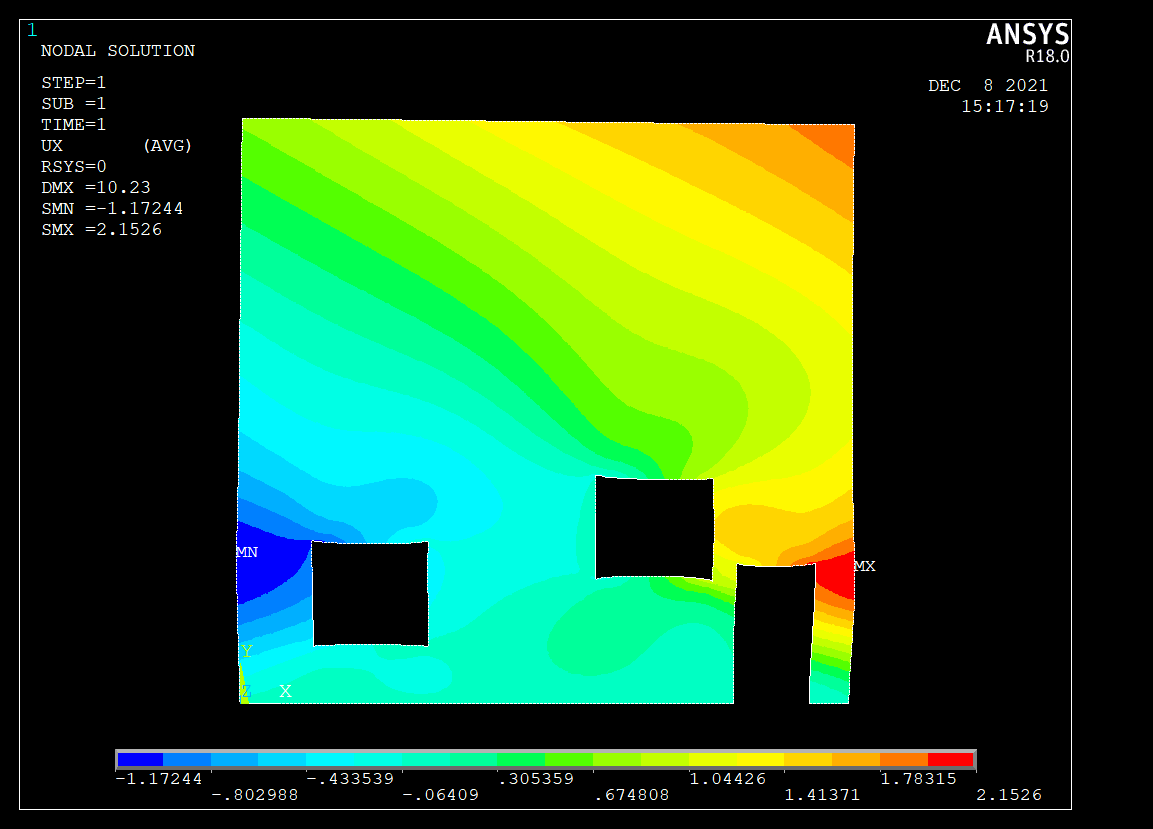 1
NODAL SOLUTION
STEP=1
SUB =1
TIME=1
UX (AVG)
RSYS=0
DMX =10.23
SMN =-1.17244
SMX =2.1526
ANSYS
R18.0
DEC 8 2021
15:17:19
MN
MX
Y
Z X
-1.17244 -.433539 .305359 1.04426 1.78315
-.802988 -.06409 .674808 1.41371 2.1526